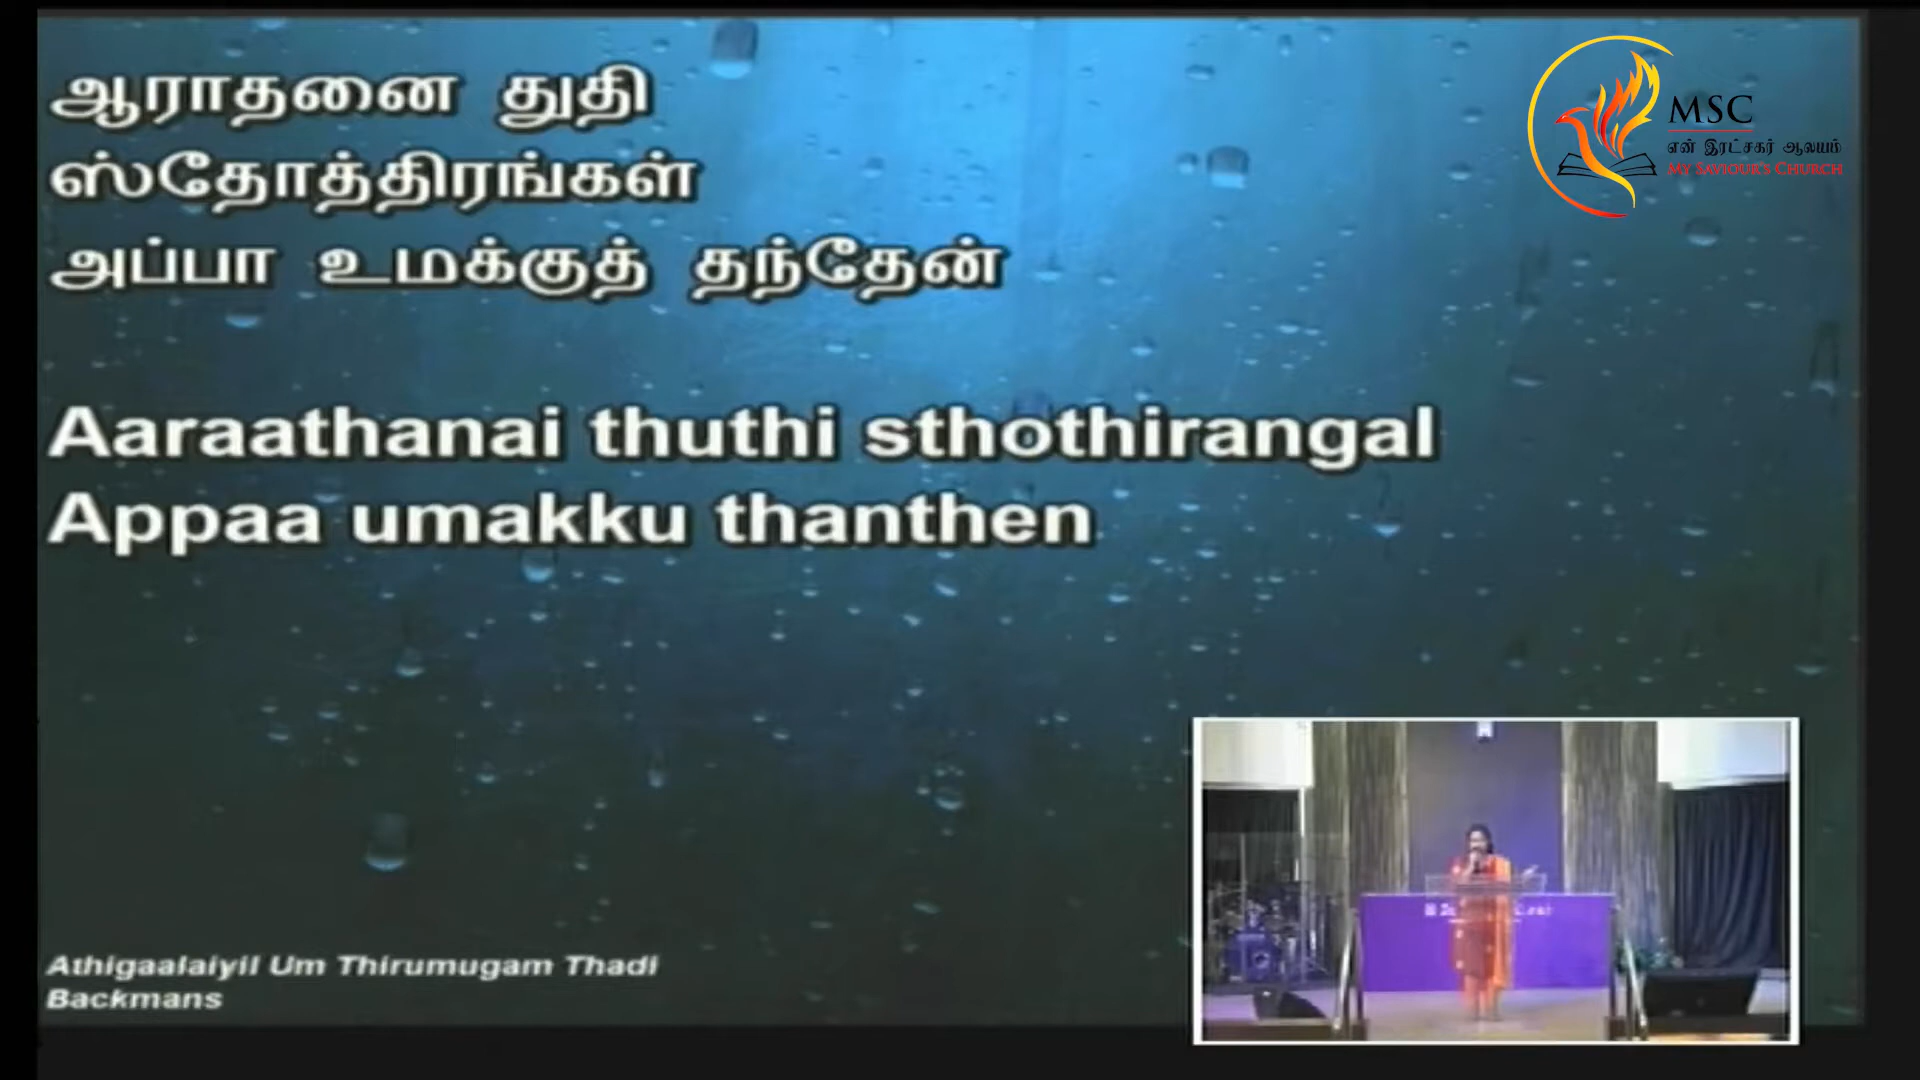 ஆராதனை துதி
ஸ்தோத்திரங்கள்
அப்பா உமக்குத் தந்தேன்
Aaraathanai thuthi sthothirangal
Appaa umakku thanthen
Athigaalaiyil Um Thirumugam Thadi
Backmans
MSC
என் இரட்சகர் ஆலயம்
MY SAVIOUR'S CHURCH